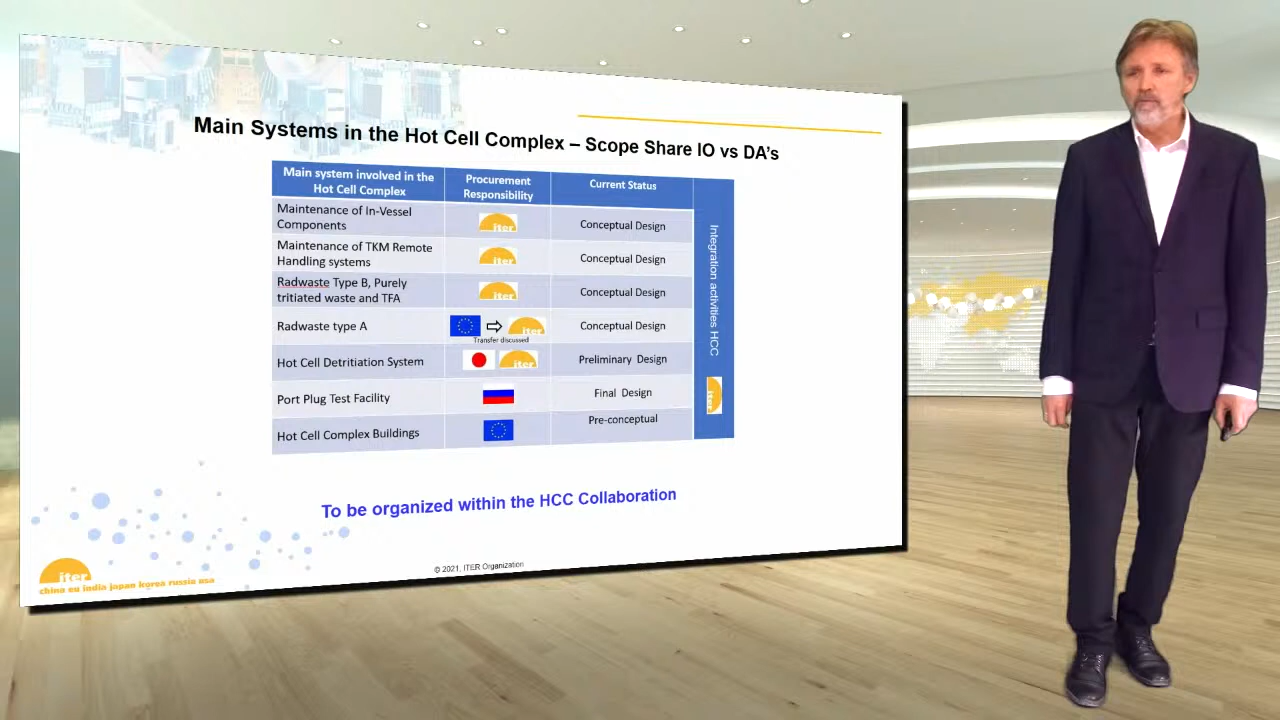 Main Systems in the Hot Cell Complex – Scope Share IO vs DA's
Main system involved in the
Hot Cell Complex
Procurement
Responsibility
Current Status
Maintenance of In-Vessel
Components
iter
Conceptual Design
Maintenance of TKM Remote
Handling systems
iter
Conceptual Design
Radwaste Type B, Purely
tritiated waste and TFA
iter
Conceptual Design
Radwaste type A
iter
Transfer discussed
Conceptual Design
Hot Cell Detritiation System
iter
Preliminary Design
Port Plug Test Facility
Final Design
Hot Cell Complex Buildings
Pre-conceptual
Integration activities HCC
iter
To be organized within the HCC Collaboration
iter
china eu india japan korea russia usa
© 2021, ITER Organization